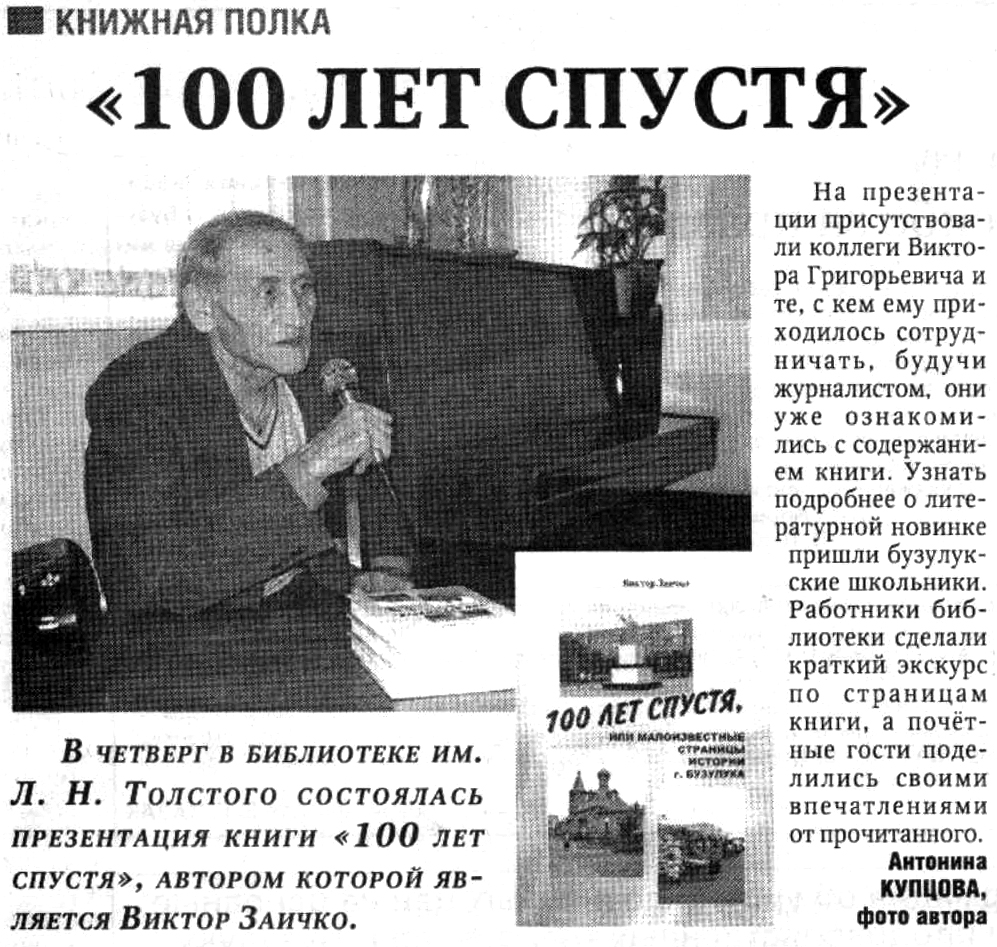 КНИЖНАЯ ПОЛКА
«100 ЛЕТ СПУСТЯ»
В ЧЕТВЕРГ В БИБЛИОТЕКЕ ИМ.
Л. Н. ТОЛСТОГО СОСТОЯЛАСЬ
ПРЕЗЕНТАЦИЯ КНИГИ «100 ЛЕТ
СПУСТЯ», АВТОРОМ КОТОРОЙ ЯВ-
ЛЯЕТСЯ ВИКТОР ЗАИЧКО.
Виктор Заичко
100 ЛЕТ СПУСТЯ,
ИЛИ МАЛОИЗВЕСТНЫЕ
СТРАНИЦЫ
ИСТОРИИ
г. БУЗУЛУКА
На презента-
ции присутствова-
ли коллеги Викто-
ра Григорьевича и
те, с кем ему при-
ходилось сотруд-
ничать, будучи
журналистом, они
уже ознакоми-
лись с содержани-
ем книги. Узнать
подробнее о лите-
ратурной новинке
пришли бузулук-
ские школьники.
Работники биб-
лиотеки сделали
краткий экскурс
по страницам
книги, а почёт-
ные гости поде-
лились своими
впечатлениями
от прочитанного.
Антонина
КУПЦОВА,
фото автора